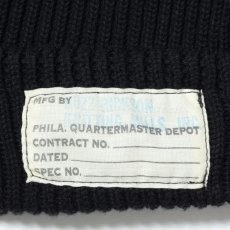 MFG BY
PHILA. QUARTERMASTER DEPOT
CONTRACT NO.
DATED
SPEC NO.